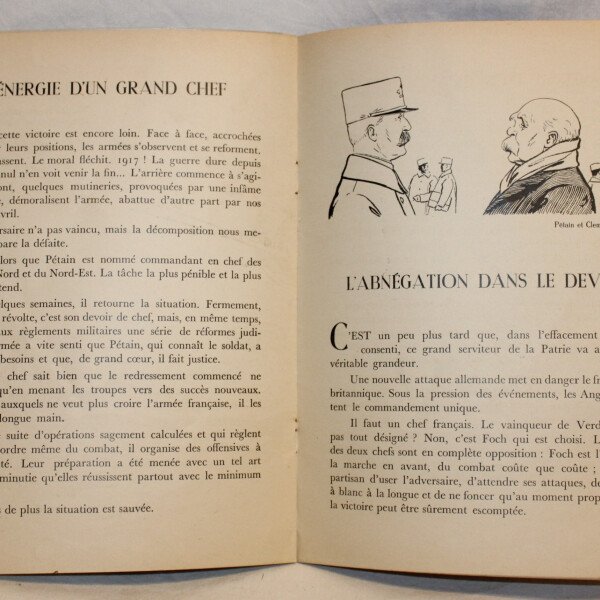 ÉNERGIE D'UN GRAND CHEF
cette victoire est encore loin. Face à face, accrochées
leurs positions, les armées s'observent et se reforment.
Le moral fléchit. 1917 ! La guerre dure depuis
nul n'en voit venir la fin... L'arrière commence à s'agi-
quelques mutineries, provoquées par une infâme
démoralisent l'armée, abattue d'autre part par nos
n'a pas vaincu, mais la décomposition nous me-
la défaite.
lors que Pétain est nommé commandant en chef des
Nord et du Nord-Est. La tâche la plus pénible et la plus
tend.
elques semaines, il retourne la situation. Fermement,
révolte, c'est son devoir de chef, mais, en même temps,
aux règlements militaires une série de réformes judi-
rmée a vite senti que Pétain, qui connaît le soldat, a
besoins et que, de grand cœur, il fait justice.
chef sait bien que le redressement commencé ne
qu'en menant les troupes vers des succès nouveaux.
auxquels ne veut plus croire l'armée française, il les
longue main.
suite d'opérations sagement calculées et qui règlent
ordre même du combat, il organise des offensives à
té. Leur préparation a été menée avec un tel art
minutie qu'elles réussissent partout avec le minimum
de plus la situation est sauvée.
Pétain et Clem
L'ABNÉGATION DANS LE DEV
C'EST un peu plus tard que, dans l'effacement
consenti, ce grand serviteur de la Patrie va a
véritable grandeur.
Une nouvelle attaque allemande met en danger le fr
britannique. Sous la pression des événements, les Ang
tent le commandement unique.
Il faut un chef français. Le vainqueur de Verd
pas tout désigné ? Non, c'est Foch qui est choisi. L
des deux chefs sont en complète opposition : Foch est l'
la marche en avant, du combat coûte que coûte ;
partisan d'user l'adversaire, d'attendre ses attaques, de
à blanc à la longue et de ne foncer qu'au moment prop
la victoire peut être sûrement escomptée.